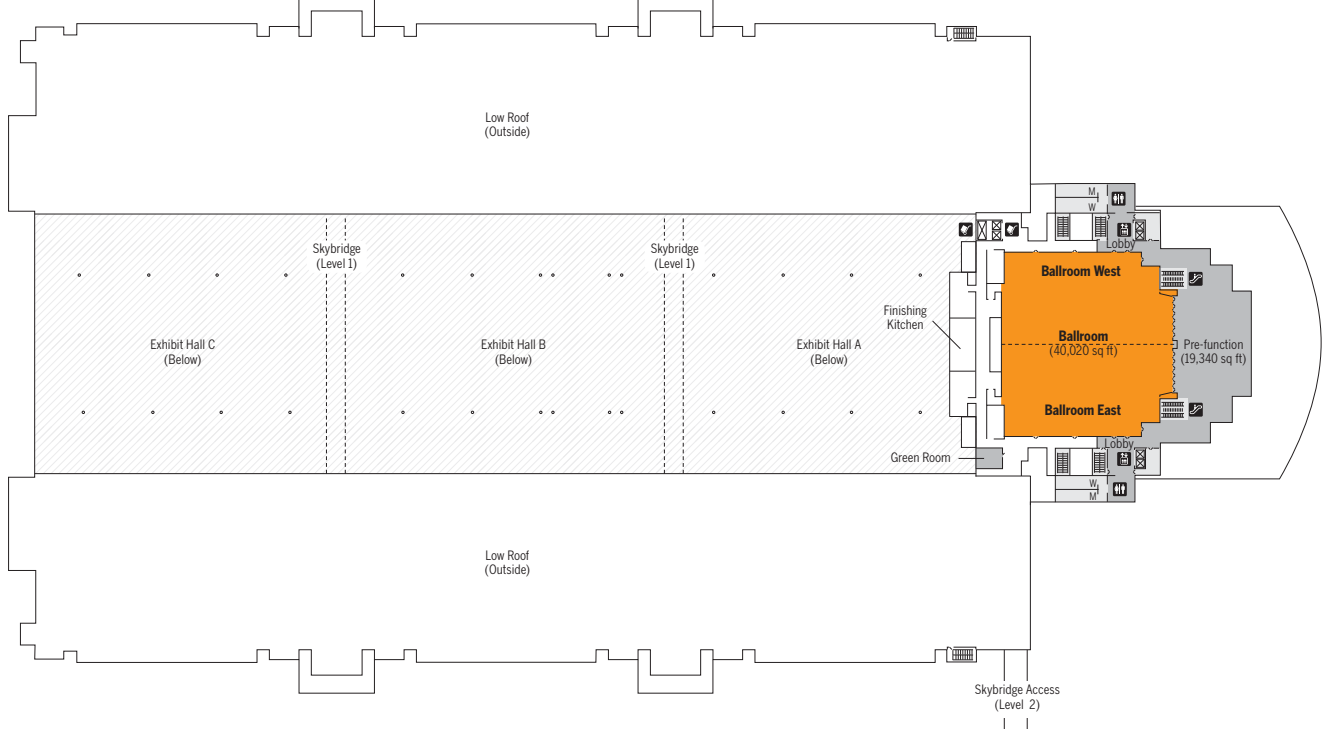 Low Roof
(Outside)
M
W
Lobby
Skybridge
(Level 1)
Skybridge
(Level 1)
Ballroom West
Finishing
Kitchen
Exhibit Hall C
(Below)
Exhibit Hall B
(Below)
Exhibit Hall A
(Below)
Ballroom
(40,020 sq ft)
Pre-function
(19,340 sq ft)
Ballroom East
Lobby
Green Room
W
M
Low Roof
(Outside)
Skybridge Access
(Level 2)